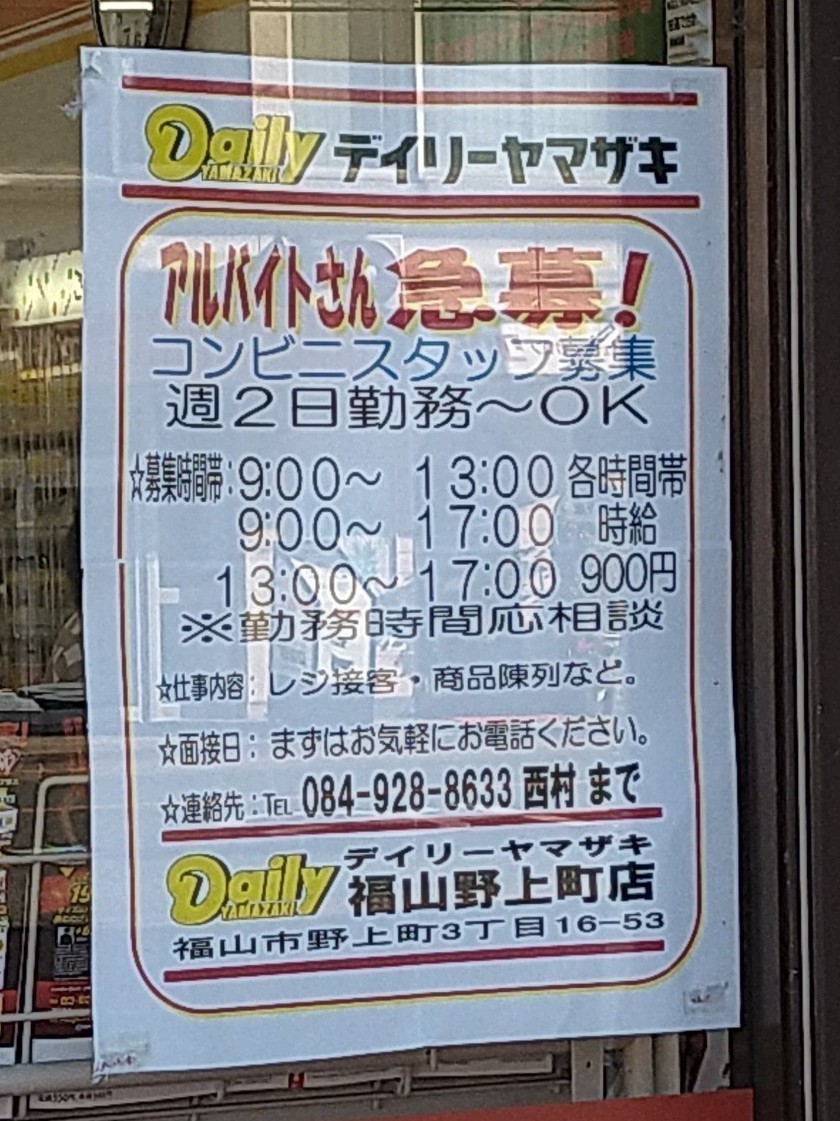 Daily YAMAZAKI デイリーヤマザキ
アルバイトさん急募!
コンビニスタッフ募集
週2日勤務～OK
☆募集時間帯:9:00～ 13:00 各時間帯
9:00～ 17:00 時給
13:00～17:00 900円
※勤務時間応相談
☆仕事内容:レジ接客・商品陳列など。
☆面接日:まずはお気軽にお電話ください。
☆連絡先:TEL 084-928-8633 西村 まで
Daily YAMAZAKI デイリーヤマザキ
福山野上町店
福山市野上町3丁目16-53